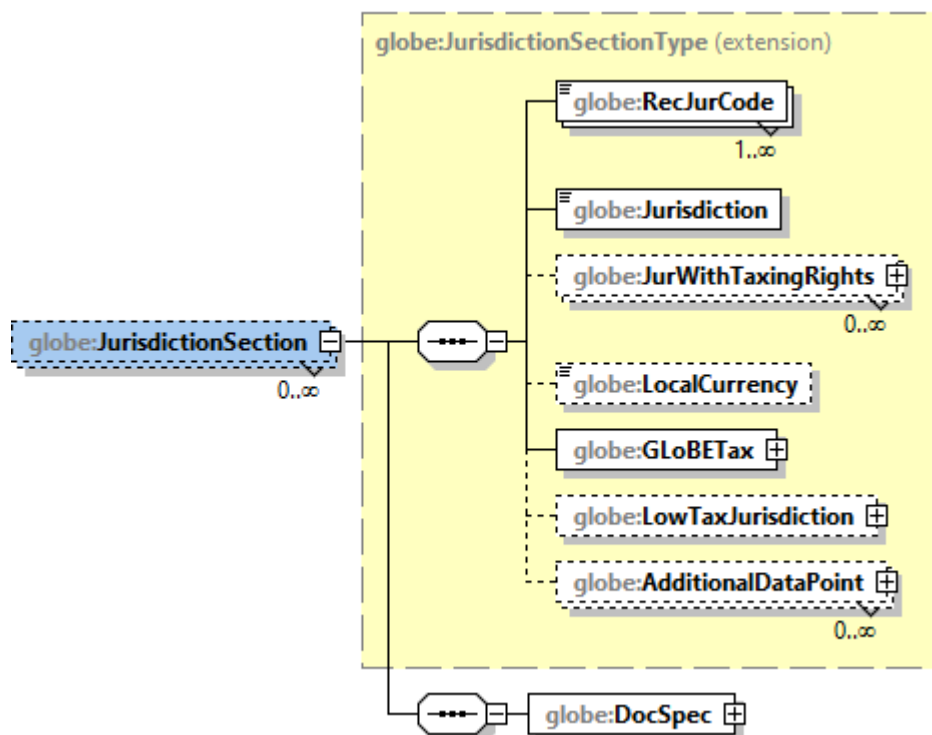 globe:JurisdictionSectionType (extension)
globe:RecJurCode
1..∞
globe:Jurisdiction
globe:JurWithTaxingRights
0..∞
globe:JurisdictionSection
0..∞
globe:LocalCurrency
globe:GLoBETax
globe:LowTaxJurisdiction
globe:AdditionalDataPoint
0..∞
globe:DocSpec